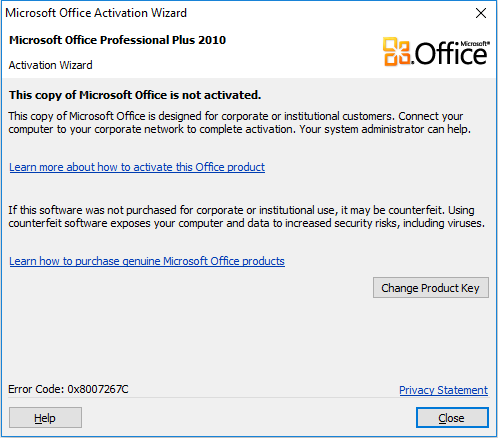 Microsoft Office Activation Wizard
Microsoft Office Professional Plus 2010
Activation Wizard
Microsoft®
Office
This copy of Microsoft Office is not activated.
This copy of Microsoft Office is designed for corporate or institutional customers. Connect your
computer to your corporate network to complete activation. Your system administrator can help.
Learn more about how to activate this Office product
If this software was not purchased for corporate or institutional use, it may be counterfeit. Using
counterfeit software exposes your computer and data to increased security risks, including viruses.
Learn how to purchase genuine Microsoft Office products
Change Product Key
Error Code: 0x8007267C
Privacy Statement
Help
Close